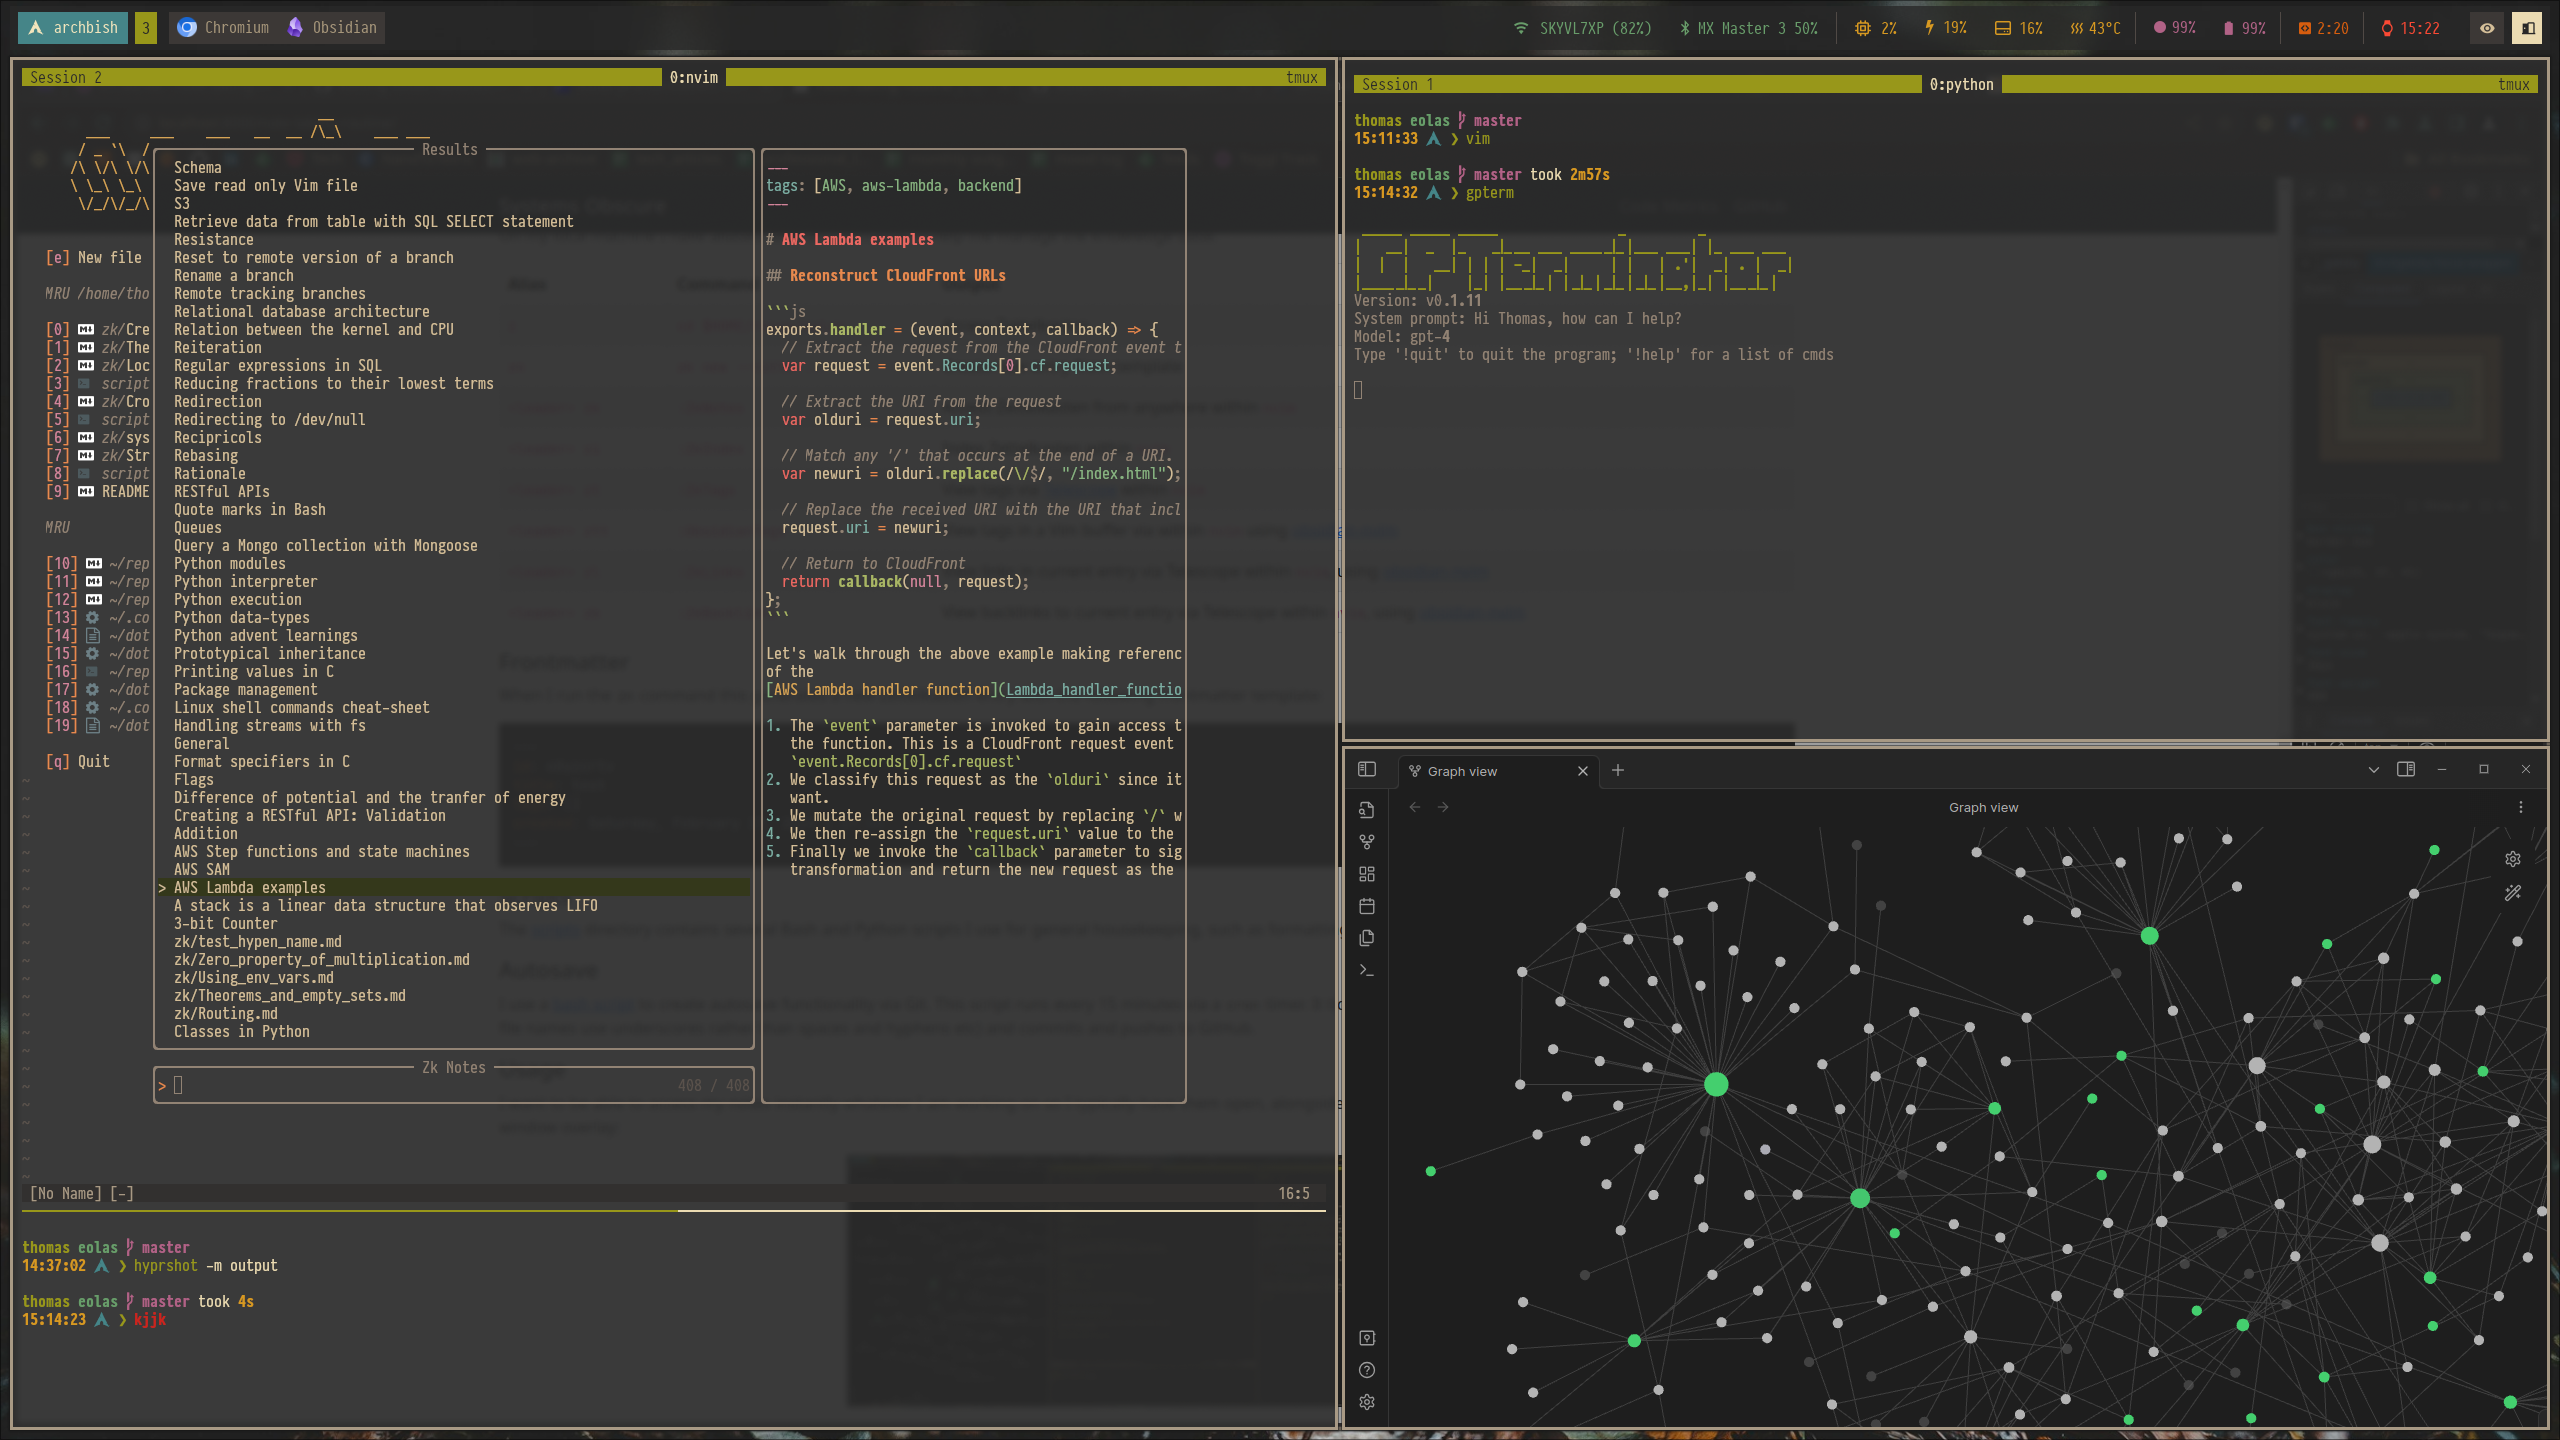 archbish
3
Chromium
Obsidian
SKYVL7XP (82%)
MX Master 3 50%
2%
19%
16%
43°C
99%
99%
2:20
15:22
Session 2
0:nvim
tmux
[e] New file
MRU /home/tho
[0] zk/Cre
[1] zk/The
[2] zk/Loc
[3] script
[4] zk/Cro
[5] script
[6] zk/sys
[7] zk/Str
[8] script
[9] README
MRU
[10] ~/rep
[11] ~/rep
[12] ~/rep
[13] ~/.co
[14] ~/dot
[15] ~/dot
[16] ~/rep
[17] ~/dot
[18] ~/.co
[19] ~/dot
[q] Quit
Results
Schema
Save read only Vim file
S3
Retrieve data from table with SQL SELECT statement
Resistance
Reset to remote version of a branch
Rename a branch
Remote tracking branches
Relational database architecture
Relation between the kernel and CPU
Reiteration
Regular expressions in SQL
Reducing fractions to their lowest terms
Redirection
Redirecting to /dev/null
Recipricols
Rebasing
Rationale
RESTful APIs
Quote marks in Bash
Queues
Query a Mongo collection with Mongoose
Python modules
Python interpreter
Python execution
Python data-types
Python advent learnings
Prototypical inheritance
Printing values in C
Package management
Linux shell commands cheat-sheet
Handling streams with fs
General
Format specifiers in C
Flags
Difference of potential and the tranfer of energy
Creating a RESTful API: Validation
Addition
AWS Step functions and state machines
AWS SAM
> AWS Lambda examples
A stack is a linear data structure that observes LIFO
3-bit Counter
zk/test_hypen_name.md
zk/Zero_property_of_multiplication.md
zk/Using_env_vars.md
zk/Theorems_and_empty_sets.md
zk/Routing.md
Classes in Python
Zk Notes
>
408 / 408
---
tags: [AWS, aws-lambda, backend]
---
# AWS Lambda examples
## Reconstruct CloudFront URLs
```js
exports.handler = (event, context, callback) => {
// Extract the request from the CloudFront event t
var request = event.Records[0].cf.request;
// Extract the URI from the request
var olduri = request.uri;
// Match any '/' that occurs at the end of a URI.
var newuri = olduri.replace(/\/$/, "/index.html");
// Replace the received URI with the URI that incl
request.uri = newuri;
// Return to CloudFront
return callback(null, request);
};
```
Let's walk through the above example making referenc
of the
[AWS Lambda handler function](Lambda_handler_functio
1. The `event` parameter is invoked to gain access t
the function. This is a CloudFront request event
`event.Records[0].cf.request`
2. We classify this request as the `olduri` since it
want.
3. We mutate the original request by replacing `/` w
4. We then re-assign the `request.uri` value to the
5. Finally we invoke the `callback` parameter to sig
transformation and return the new request as the
[No Name] [-]
16:5
thomas eolas master
14:37:02 ❯ hyprshot -m output
thomas eolas master took 4s
15:14:23 ❯ kjjk
Session 1
0:python
tmux
thomas eolas master
15:11:33 ❯ vim
thomas eolas master took 2m57s
15:14:32 ❯ gpterm
Version: v0.1.11
System prompt: Hi Thomas, how can I help?
Model: gpt-4
Type '!quit' to quit the program; '!help' for a list of cmds
Graph view
Graph view